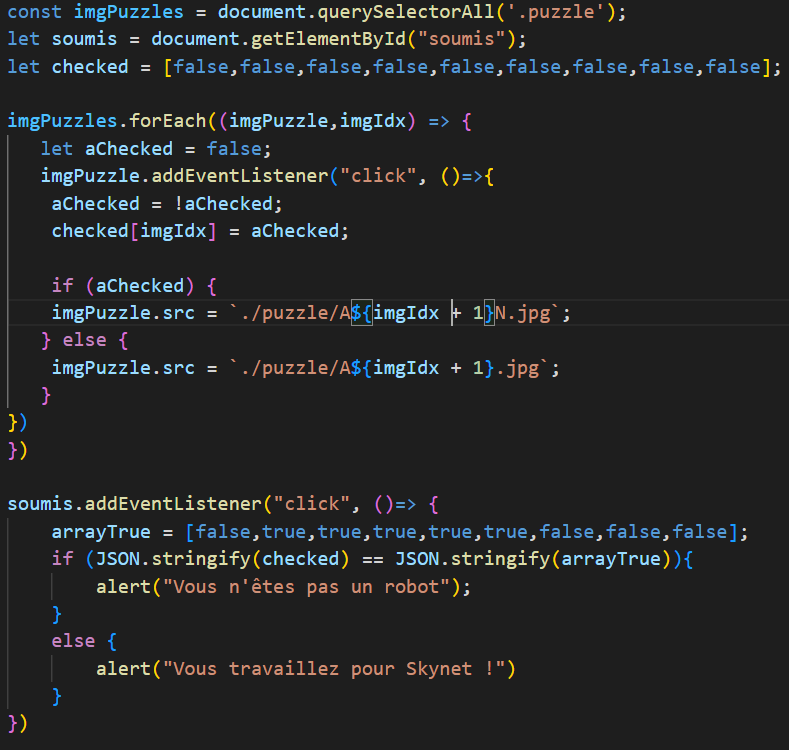 const imgPuzzles = document.querySelectorAll('.puzzle');
let soumis = document.getElementById("soumis");
let checked = [false,false,false,false,false,false,false,false,false];

imgPuzzles.forEach((imgPuzzle,imgIdx) => {
   let aChecked = false;
   imgPuzzle.addEventListener("click", ()=>{
    aChecked = !aChecked;
    checked[imgIdx] = aChecked;

    if (aChecked) {
    imgPuzzle.src = `./puzzle/A${imgIdx + 1}N.jpg`;
   } else {
    imgPuzzle.src = `./puzzle/A${imgIdx + 1}.jpg`;
   }
})
})

soumis.addEventListener("click", ()=> {
    arrayTrue = [false,true,true,true,true,true,false,false,false];
    if (JSON.stringify(checked) == JSON.stringify(arrayTrue)){
        alert("Vous n'êtes pas un robot");
    }
    else {
        alert("Vous travaillez pour Skynet !")
    }
})